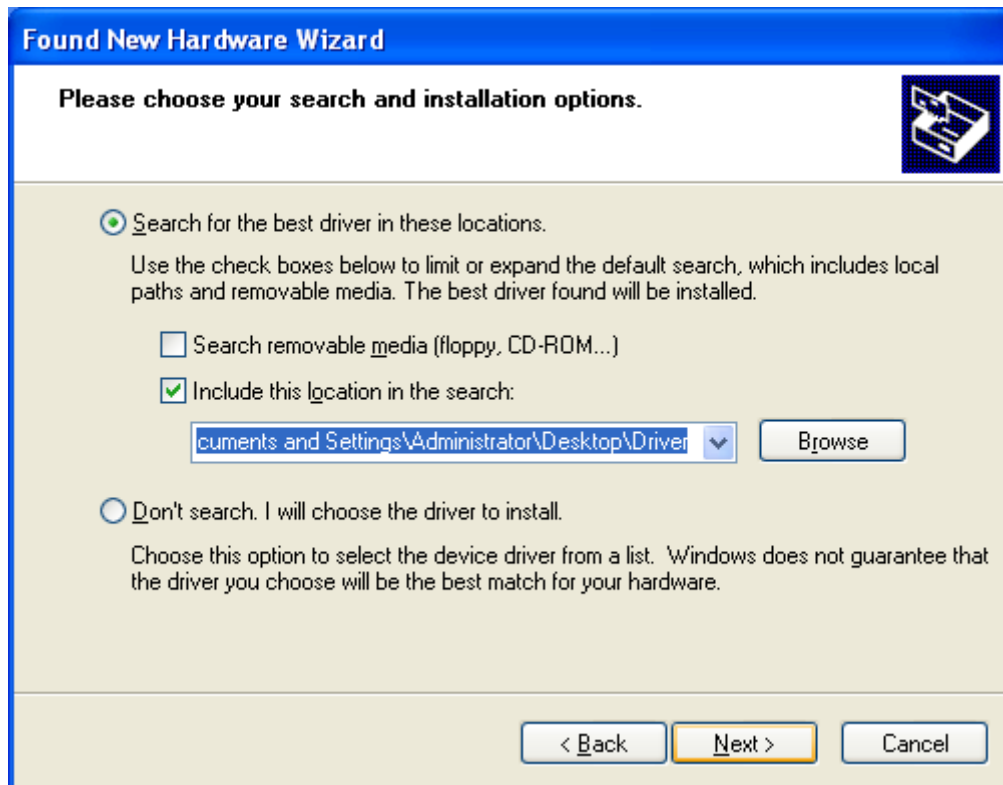 Found New Hardware Wizard
Please choose your search and installation options.
Search for the best driver in these locations.
Use the check boxes below to limit or expand the default search, which includes local
paths and removable media. The best driver found will be installed.
Search removable media (floppy, CD-ROM...)
Include this location in the search:
cuments and Settings\Administrator\Desktop\Driver
Browse
Don't search. I will choose the driver to install.
Choose this option to select the device driver from a list. Windows does not guarantee that
the driver you choose will be the best match for your hardware.
< Back Next > Cancel